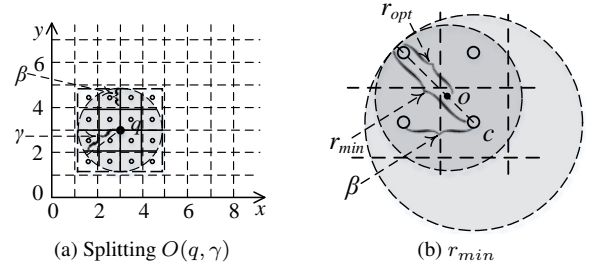 y
6
4
2
0
0
2
4
6
8
x
β
γ
q
(a) Splitting O(q, γ)
r_opt
o
c
r_min
β
(b) r_min